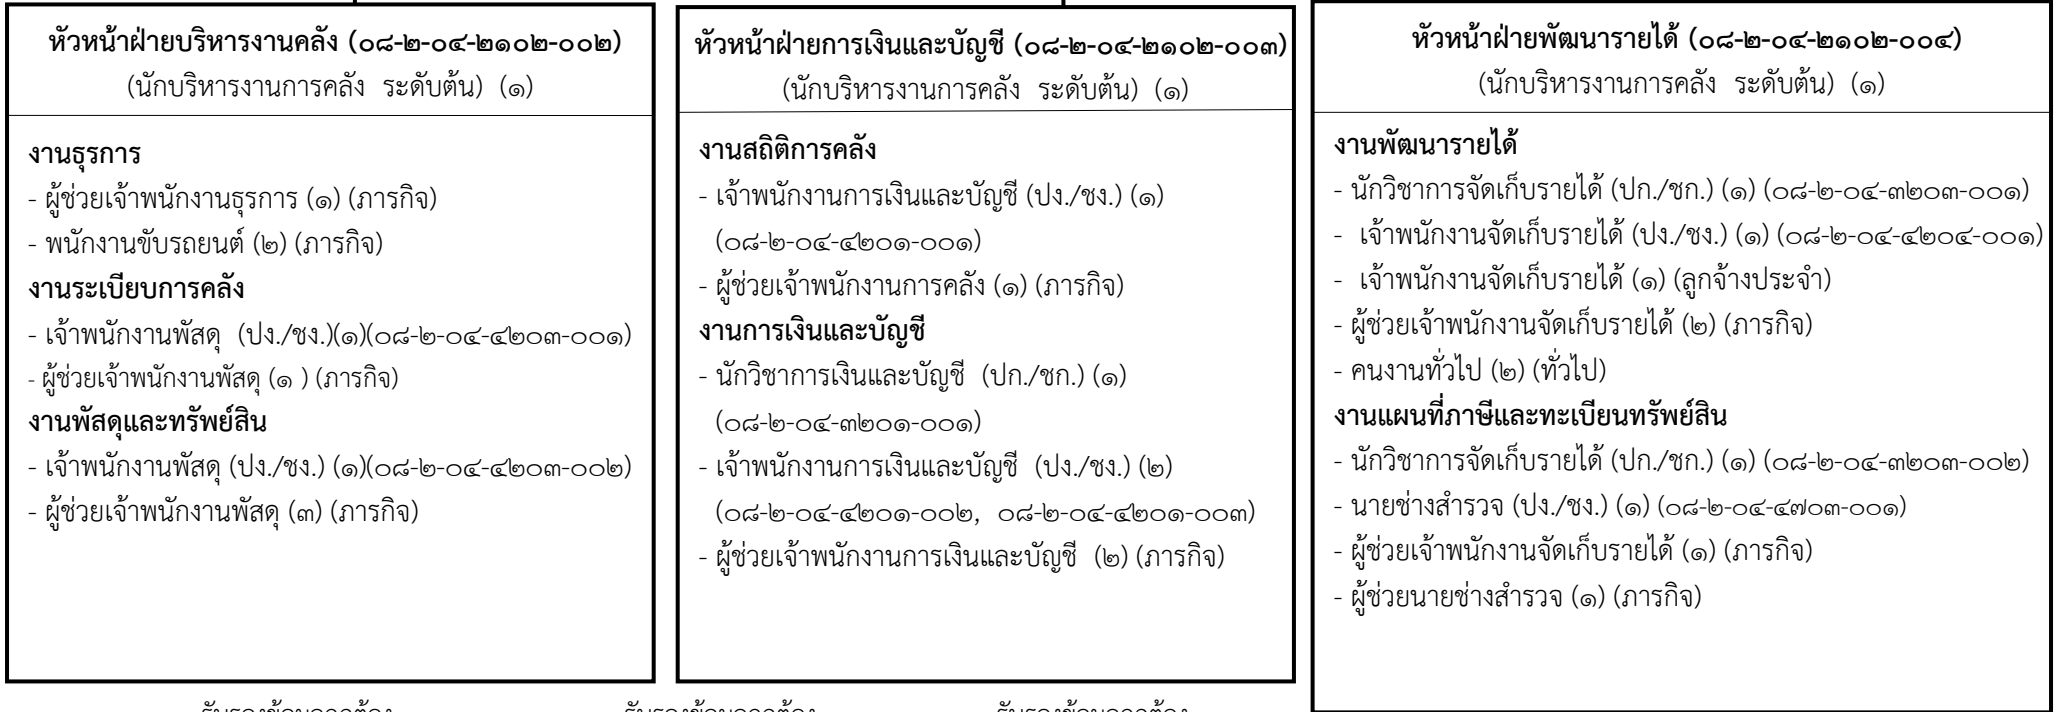 หัวหน้าฝ่ายบริหารงานคลัง (๐๘-๒-๐๔-๒๑๐๒-๐๐๒)
(นักบริหารงานการคลัง ระดับต้น) (๑)
งานธุรการ
- ผู้ช่วยเจ้าพนักงานธุรการ (๑) (ภารกิจ)
- พนักงานขับรถยนต์ (๒) (ภารกิจ)
งานระเบียบการคลัง
- เจ้าพนักงานพัสดุ (ปง./ชง.)(๑)(๐๘-๒-๐๔-๔๒๐๓-๐๐๑)
- ผู้ช่วยเจ้าพนักงานพัสดุ (๑ ) (ภารกิจ)
งานพัสดุและทรัพย์สิน
- เจ้าพนักงานพัสดุ (ปง./ชง.) (๑)(๐๘-๒-๐๔-๔๒๐๓-๐๐๒)
- ผู้ช่วยเจ้าพนักงานพัสดุ (๓) (ภารกิจ)
หัวหน้าฝ่ายการเงินและบัญชี (๐๘-๒-๐๔-๒๑๐๒-๐๐๓)
(นักบริหารงานการคลัง ระดับต้น) (๑)
งานสถิติการคลัง
- เจ้าพนักงานการเงินและบัญชี (ปง./ชง.) (๑)
(๐๘-๒-๐๔-๔๒๐๑-๐๐๑)
- ผู้ช่วยเจ้าพนักงานการคลัง (๑) (ภารกิจ)
งานการเงินและบัญชี
- นักวิชาการเงินและบัญชี (ปก./ชก.) (๑)
(๐๘-๒-๐๔-๓๒๐๑-๐๐๑)
- เจ้าพนักงานการเงินและบัญชี (ปง./ชง.) (๒)
(๐๘-๒-๐๔-๔๒๐๑-๐๐๒, ๐๘-๒-๐๔-๔๒๐๑-๐๐๓)
- ผู้ช่วยเจ้าพนักงานการเงินและบัญชี (๒) (ภารกิจ)
หัวหน้าฝ่ายพัฒนารายได้ (๐๘-๒-๐๔-๒๑๐๒-๐๐๔)
(นักบริหารงานการคลัง ระดับต้น) (๑)
งานพัฒนารายได้
- นักวิชาการจัดเก็บรายได้ (ปก./ชก.) (๑) (๐๘-๒-๐๔-๓๒๐๓-๐๐๑)
- เจ้าพนักงานจัดเก็บรายได้ (ปง./ชง.) (๑) (๐๘-๒-๐๔-๔๒๐๔-๐๐๑)
- เจ้าพนักงานจัดเก็บรายได้ (๑) (ลูกจ้างประจำ)
- ผู้ช่วยเจ้าพนักงานจัดเก็บรายได้ (๒) (ภารกิจ)
- คนงานทั่วไป (๒) (ทั่วไป)
งานแผนที่ภาษีและทะเบียนทรัพย์สิน
- นักวิชาการจัดเก็บรายได้ (ปก./ชก.) (๑) (๐๘-๒-๐๔-๓๒๐๓-๐๐๒)
- นายช่างสำรวจ (ปง./ชง.) (๑) (๐๘-๒-๐๔-๔๗๐๓-๐๐๑)
- ผู้ช่วยเจ้าพนักงานจัดเก็บรายได้ (๑) (ภารกิจ)
- ผู้ช่วยนายช่างสำรวจ (๑) (ภารกิจ)